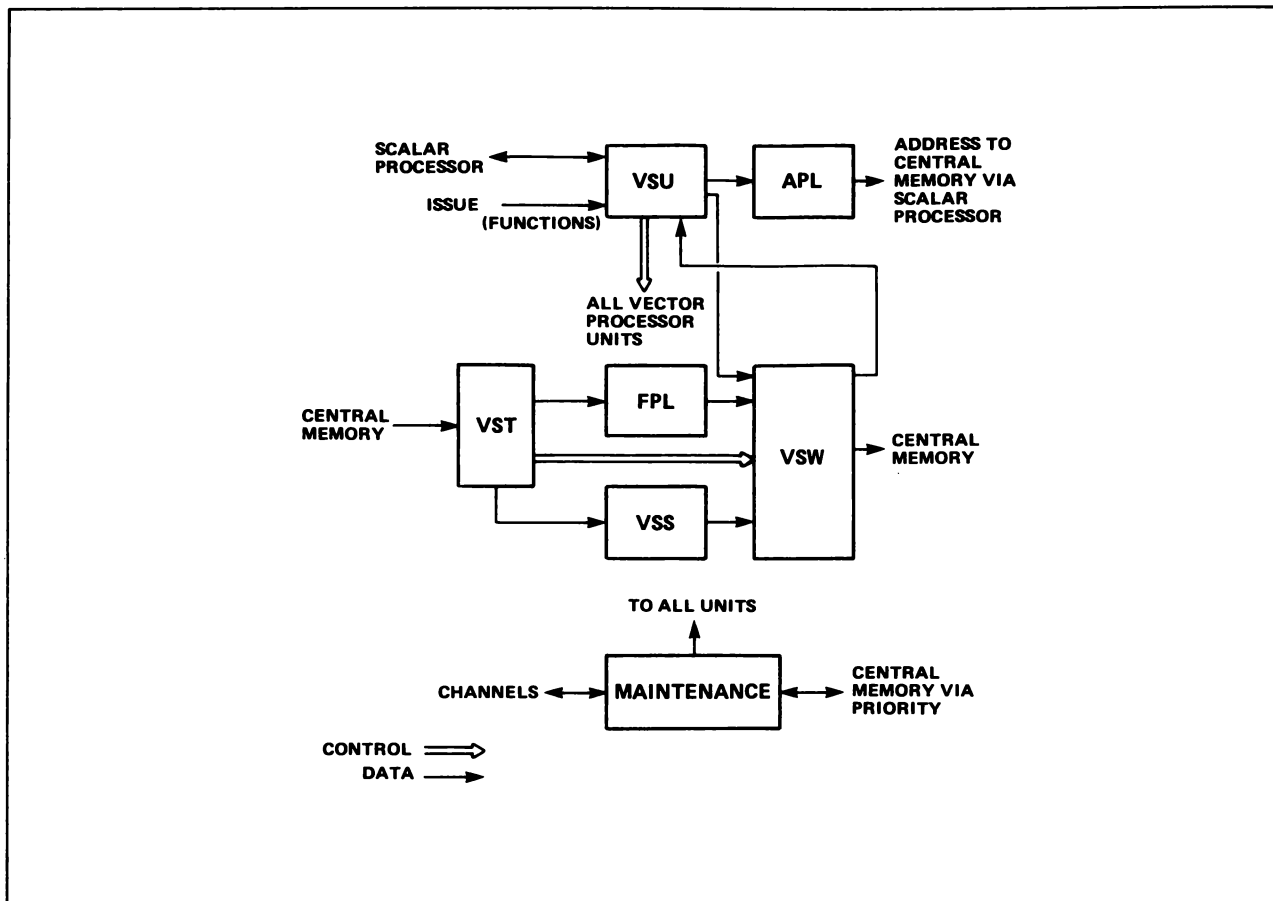 SCALAR
PROCESSOR
ISSUE
(FUNCTIONS)
VSU
APL
ADDRESS TO
CENTRAL
MEMORY VIA
SCALAR
PROCESSOR
ALL VECTOR
PROCESSOR
UNITS
CENTRAL
MEMORY
VST
FPL
VSS
VSW
CENTRAL
MEMORY
TO ALL UNITS
CHANNELS
MAINTENANCE
CENTRAL
MEMORY VIA
PRIORITY
CONTROL
DATA